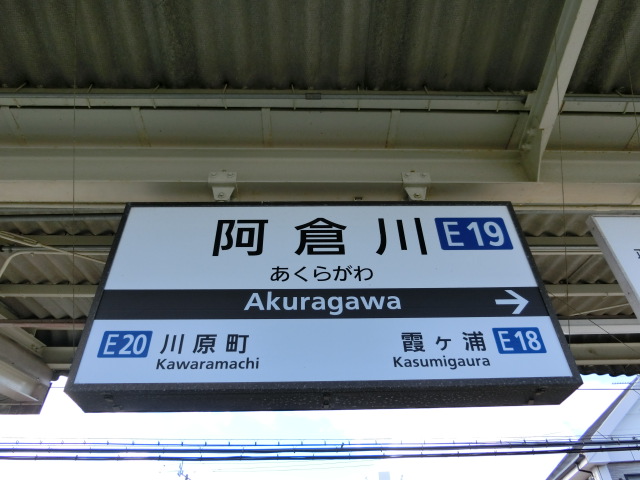 阿倉川 E19
あくらがわ
Akuragawa →
E20 川原町 霞ヶ浦 E18
Kawaramachi Kasumigaura